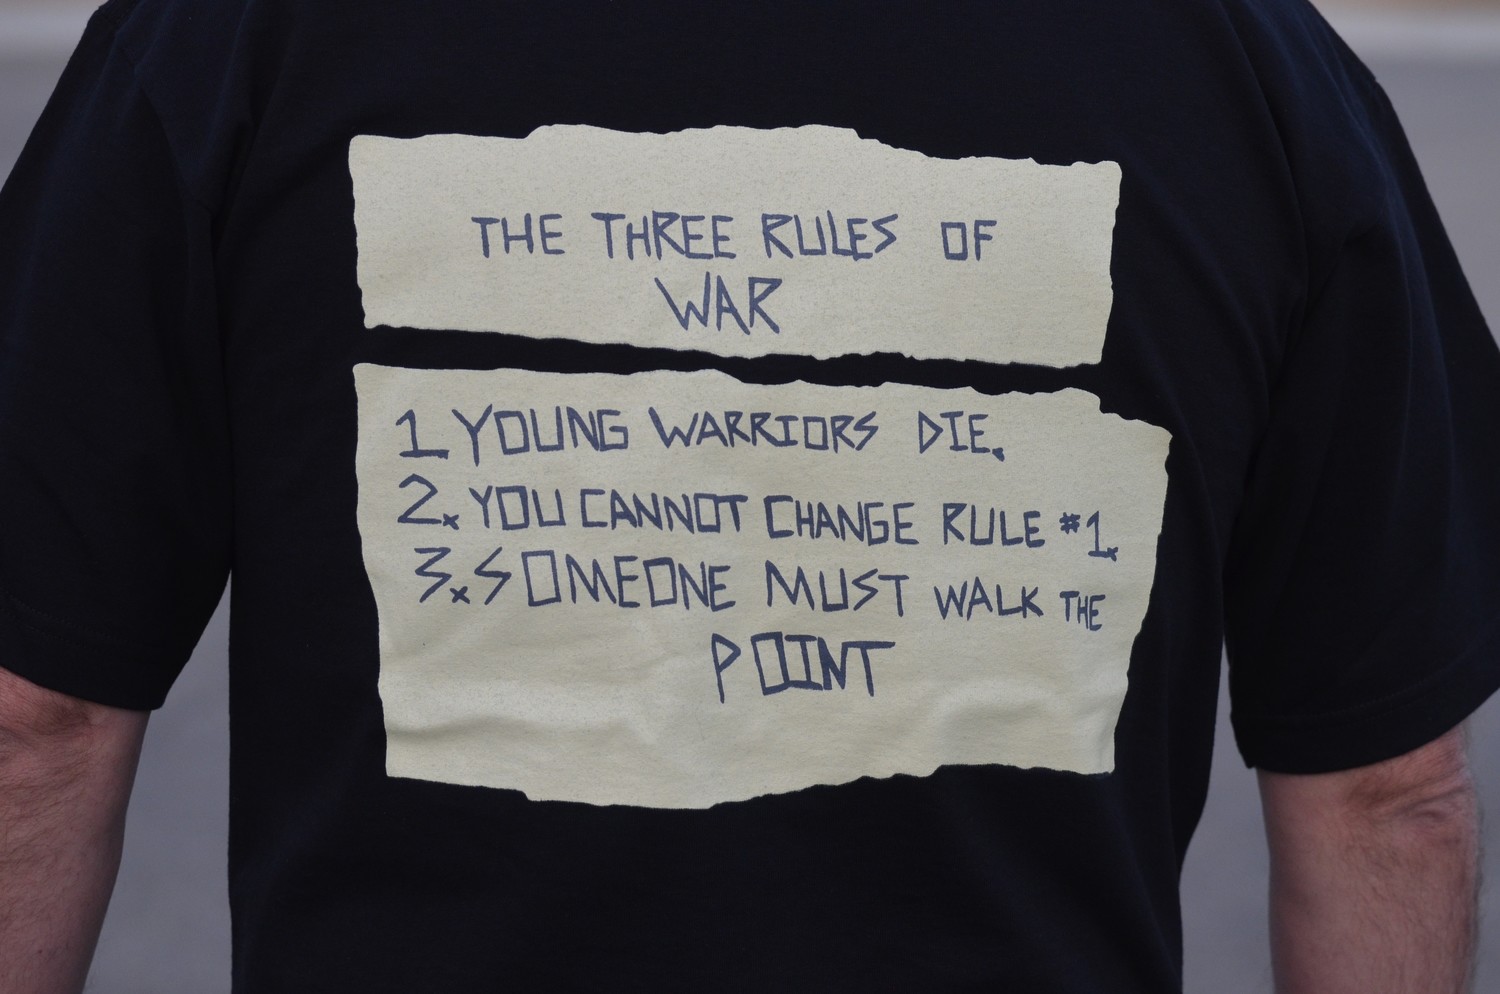 THE THREE RULES OF
WAR
1. YOUNG WARRIORS DIE.
2. YOU CANNOT CHANGE RULE #1.
3. SOMEONE MUST WALK THE
POINT